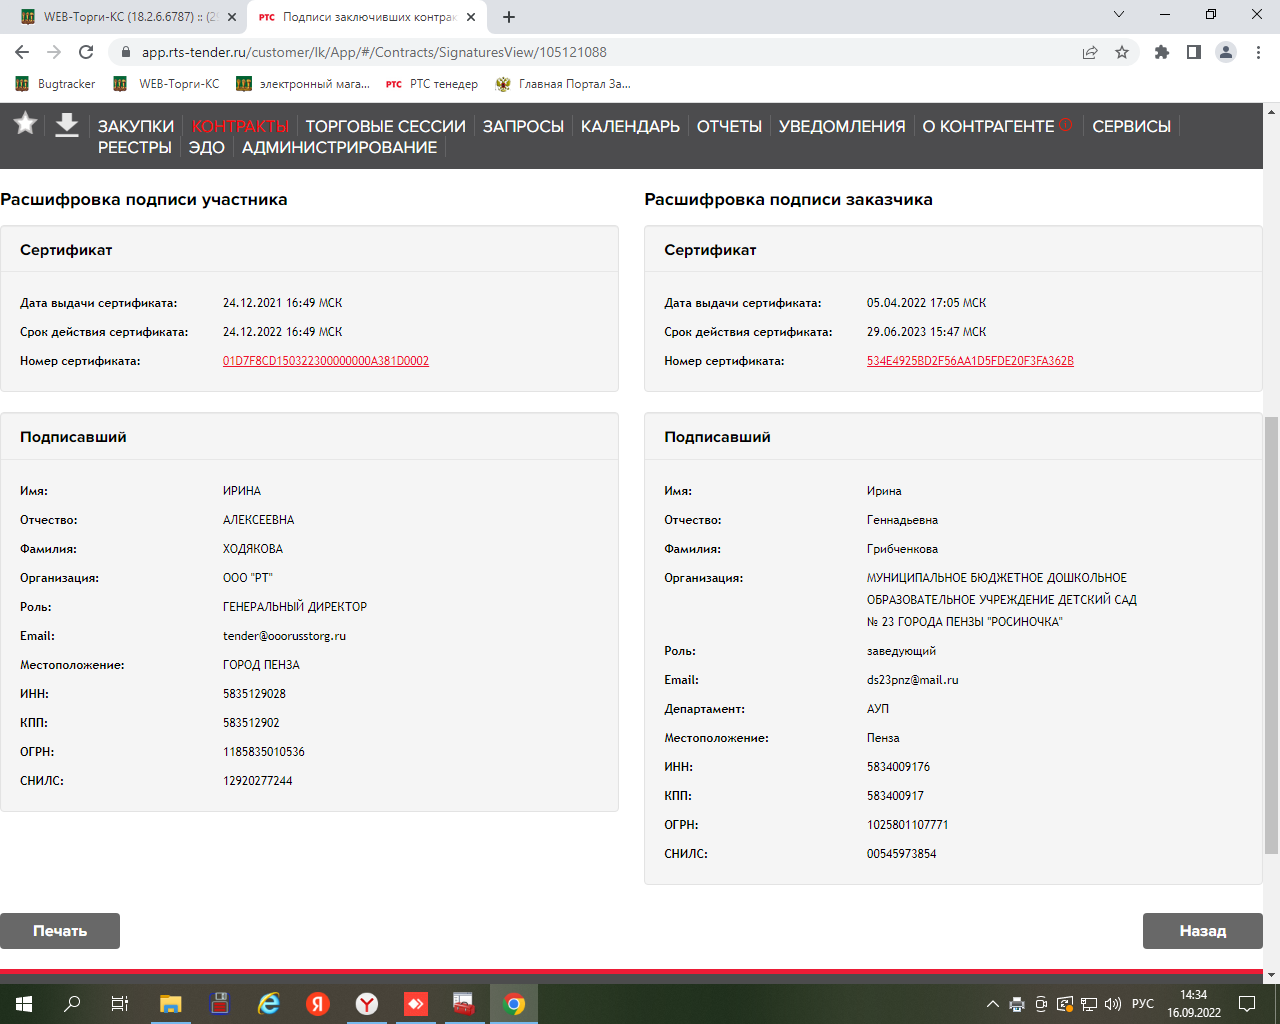 WEB-Торги-КС (18.2.6.6787) :: (29
РТС Подписи заключивших контрак
app.rts-tender.ru/customer/lk/App/#/Contracts/SignaturesView/105121088
Bugtracker WEB-Торги-КС электронный мага... РТС РТС тенедер Главная Портал За...
ЗАКУПКИ КОНТРАКТЫ ТОРГОВЫЕ СЕССИИ ЗАПРОСЫ КАЛЕНДАРЬ ОТЧЕТЫ УВЕДОМЛЕНИЯ О КОНТРАГЕНТЕ СЕРВИСЫ
РЕЕСТРЫ ЭДО АДМИНИСТРИРОВАНИЕ
Расшифровка подписи участника
Сертификат
Дата выдачи сертификата: 24.12.2021 16:49 МСК
Срок действия сертификата: 24.12.2022 16:49 МСК
Номер сертификата: 01D7F8CD150322300000000A381D0002
Подписавший
Имя: ИРИНА
Отчество: АЛЕКСЕЕВНА
Фамилия: ХОДЯКОВА
Организация: ООО "РТ"
Роль: ГЕНЕРАЛЬНЫЙ ДИРЕКТОР
Email: tender@ooorusstorg.ru
Местоположение: ГОРОД ПЕНЗА
ИНН: 5835129028
КПП: 583512902
ОГРН: 1185835010536
СНИЛС: 12920277244
Расшифровка подписи заказчика
Сертификат
Дата выдачи сертификата: 05.04.2022 17:05 МСК
Срок действия сертификата: 29.06.2023 15:47 МСК
Номер сертификата: 534E4925BD2F56AA1D5FDE20F3FA362B
Подписавший
Имя: Ирина
Отчество: Геннадьевна
Фамилия: Грибченкова
Организация: МУНИЦИПАЛЬНОЕ БЮДЖЕТНОЕ ДОШКОЛЬНОЕ
ОБРАЗОВАТЕЛЬНОЕ УЧРЕЖДЕНИЕ ДЕТСКИЙ САД
№ 23 ГОРОДА ПЕНЗЫ "РОСИНОЧКА"
Роль: заведующий
Email: ds23pnz@mail.ru
Департамент: АУП
Местоположение: Пенза
ИНН: 5834009176
КПП: 583400917
ОГРН: 1025801107771
СНИЛС: 00545973854
Печать
Назад
РУС
14:34
16.09.2022